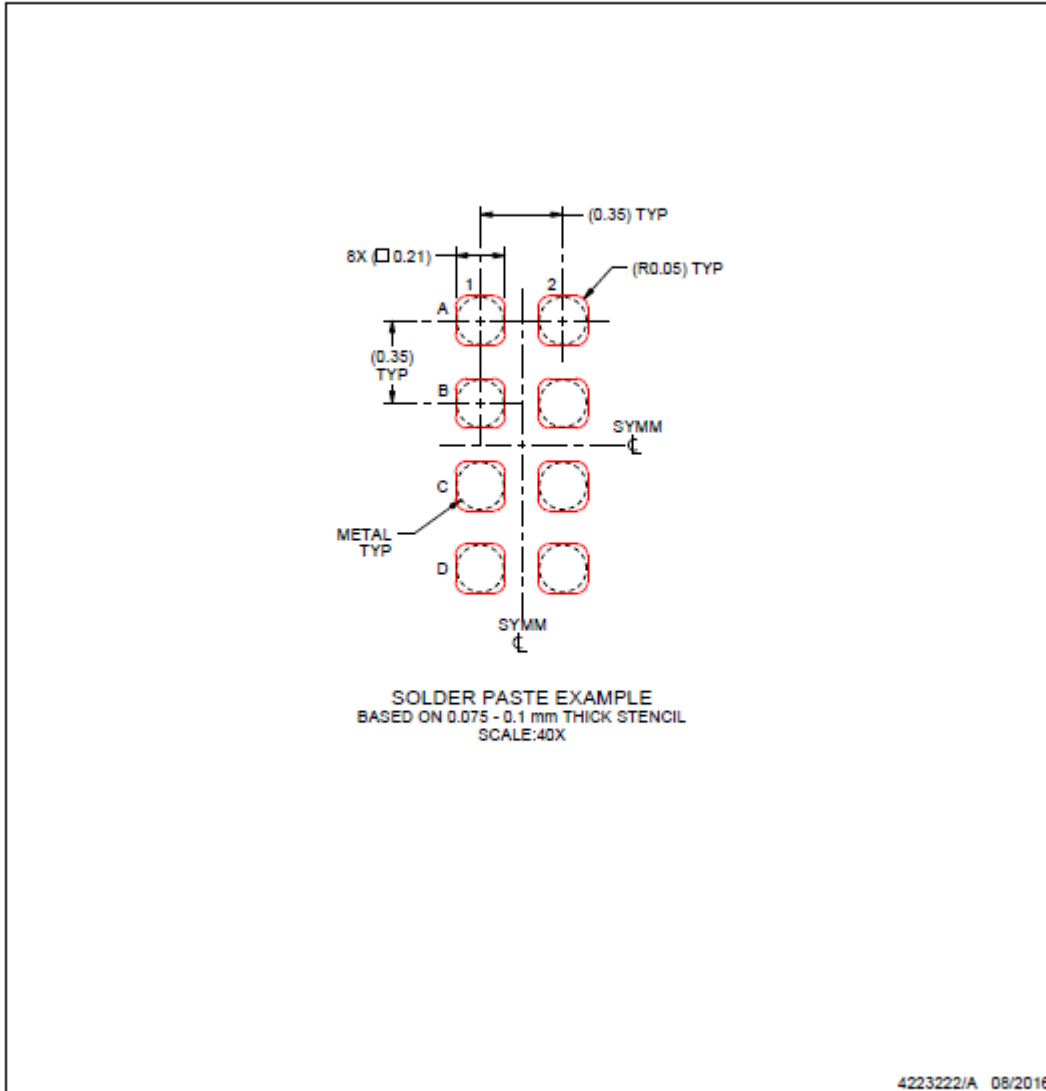 (0.35) TYP
8X (□ 0.21)
(R0.05) TYP
1
2
A
(0.35)
TYP
B
SYMM
℄
C
METAL
TYP
D
SYMM
℄
SOLDER PASTE EXAMPLE
BASED ON 0.075 - 0.1 mm THICK STENCIL
SCALE:40X
4223222/A 08/2016